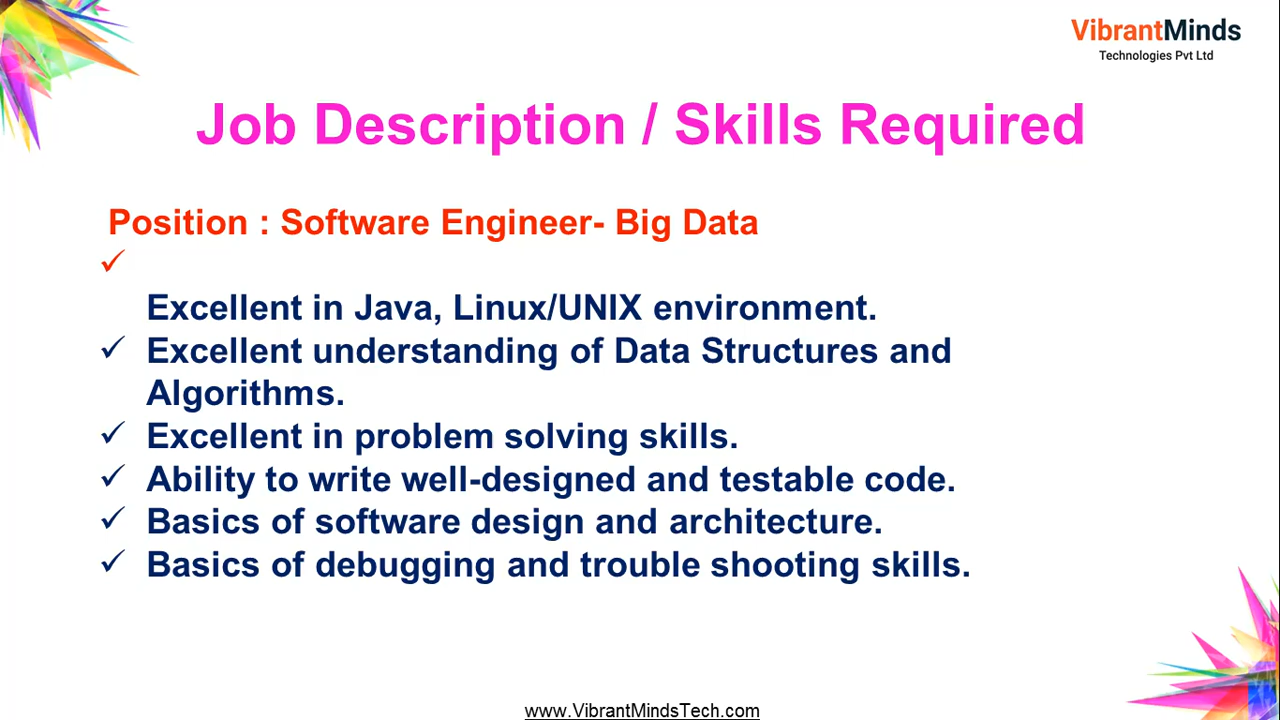 VibrantMinds
Technologies Pvt Ltd
Job Description / Skills Required
Position : Software Engineer- Big Data
✓
Excellent in Java, Linux/UNIX environment.
✓ Excellent understanding of Data Structures and
Algorithms.
✓ Excellent in problem solving skills.
✓ Ability to write well-designed and testable code.
✓ Basics of software design and architecture.
✓ Basics of debugging and trouble shooting skills.
www.VibrantMindsTech.com